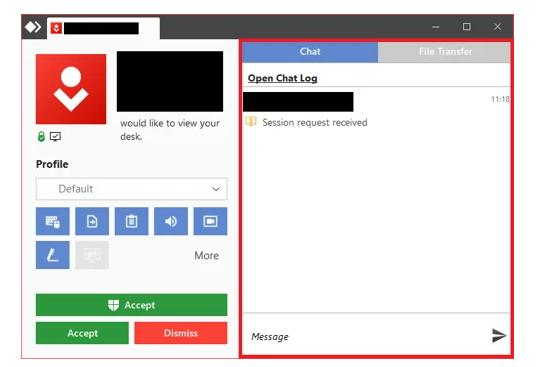 Chat
File Transfer
Open Chat Log
11:18
Session request received
would like to view your
desk.
Profile
Default
More
Accept
Accept
Dismiss
Message